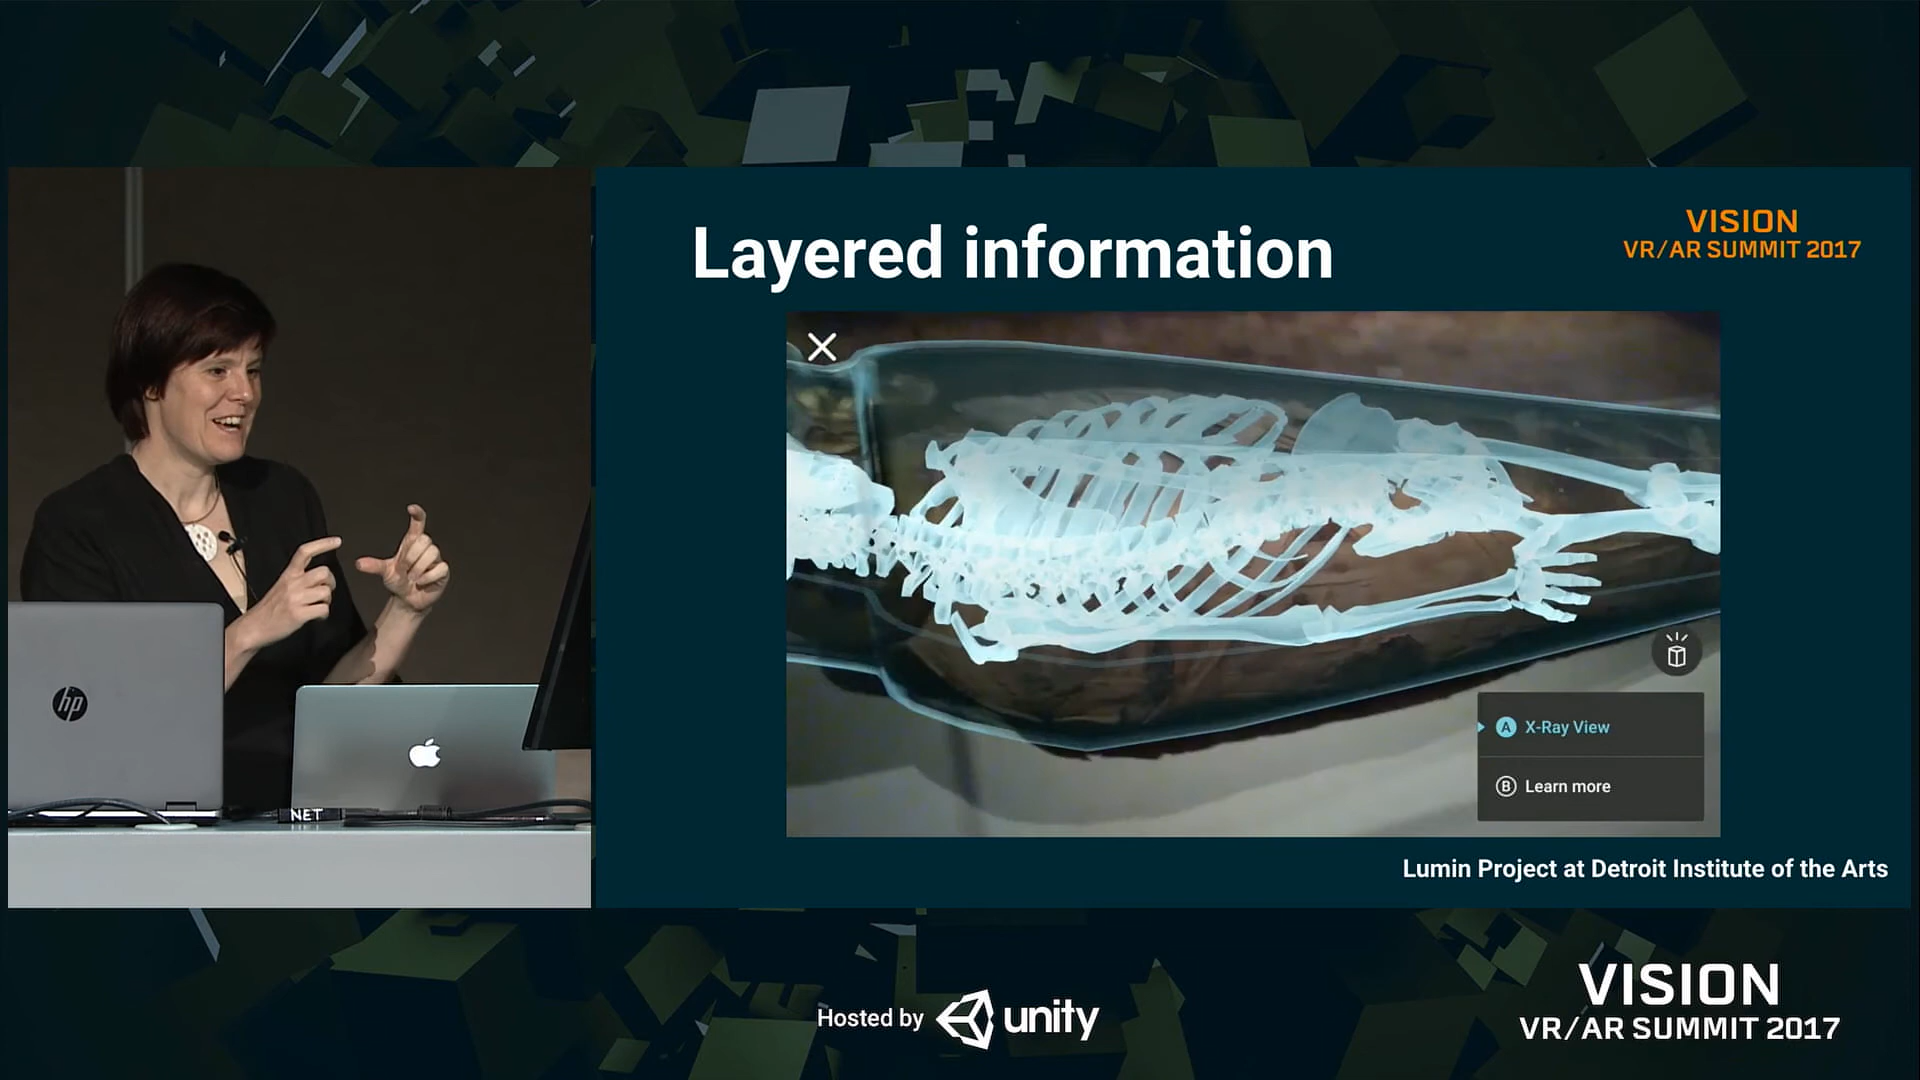 Layered information
VISION
VR/AR SUMMIT 2017
A X-Ray View
B Learn more
Lumin Project at Detroit Institute of the Arts
hp
NET
Hosted by unity
VISION
VR/AR SUMMIT 2017